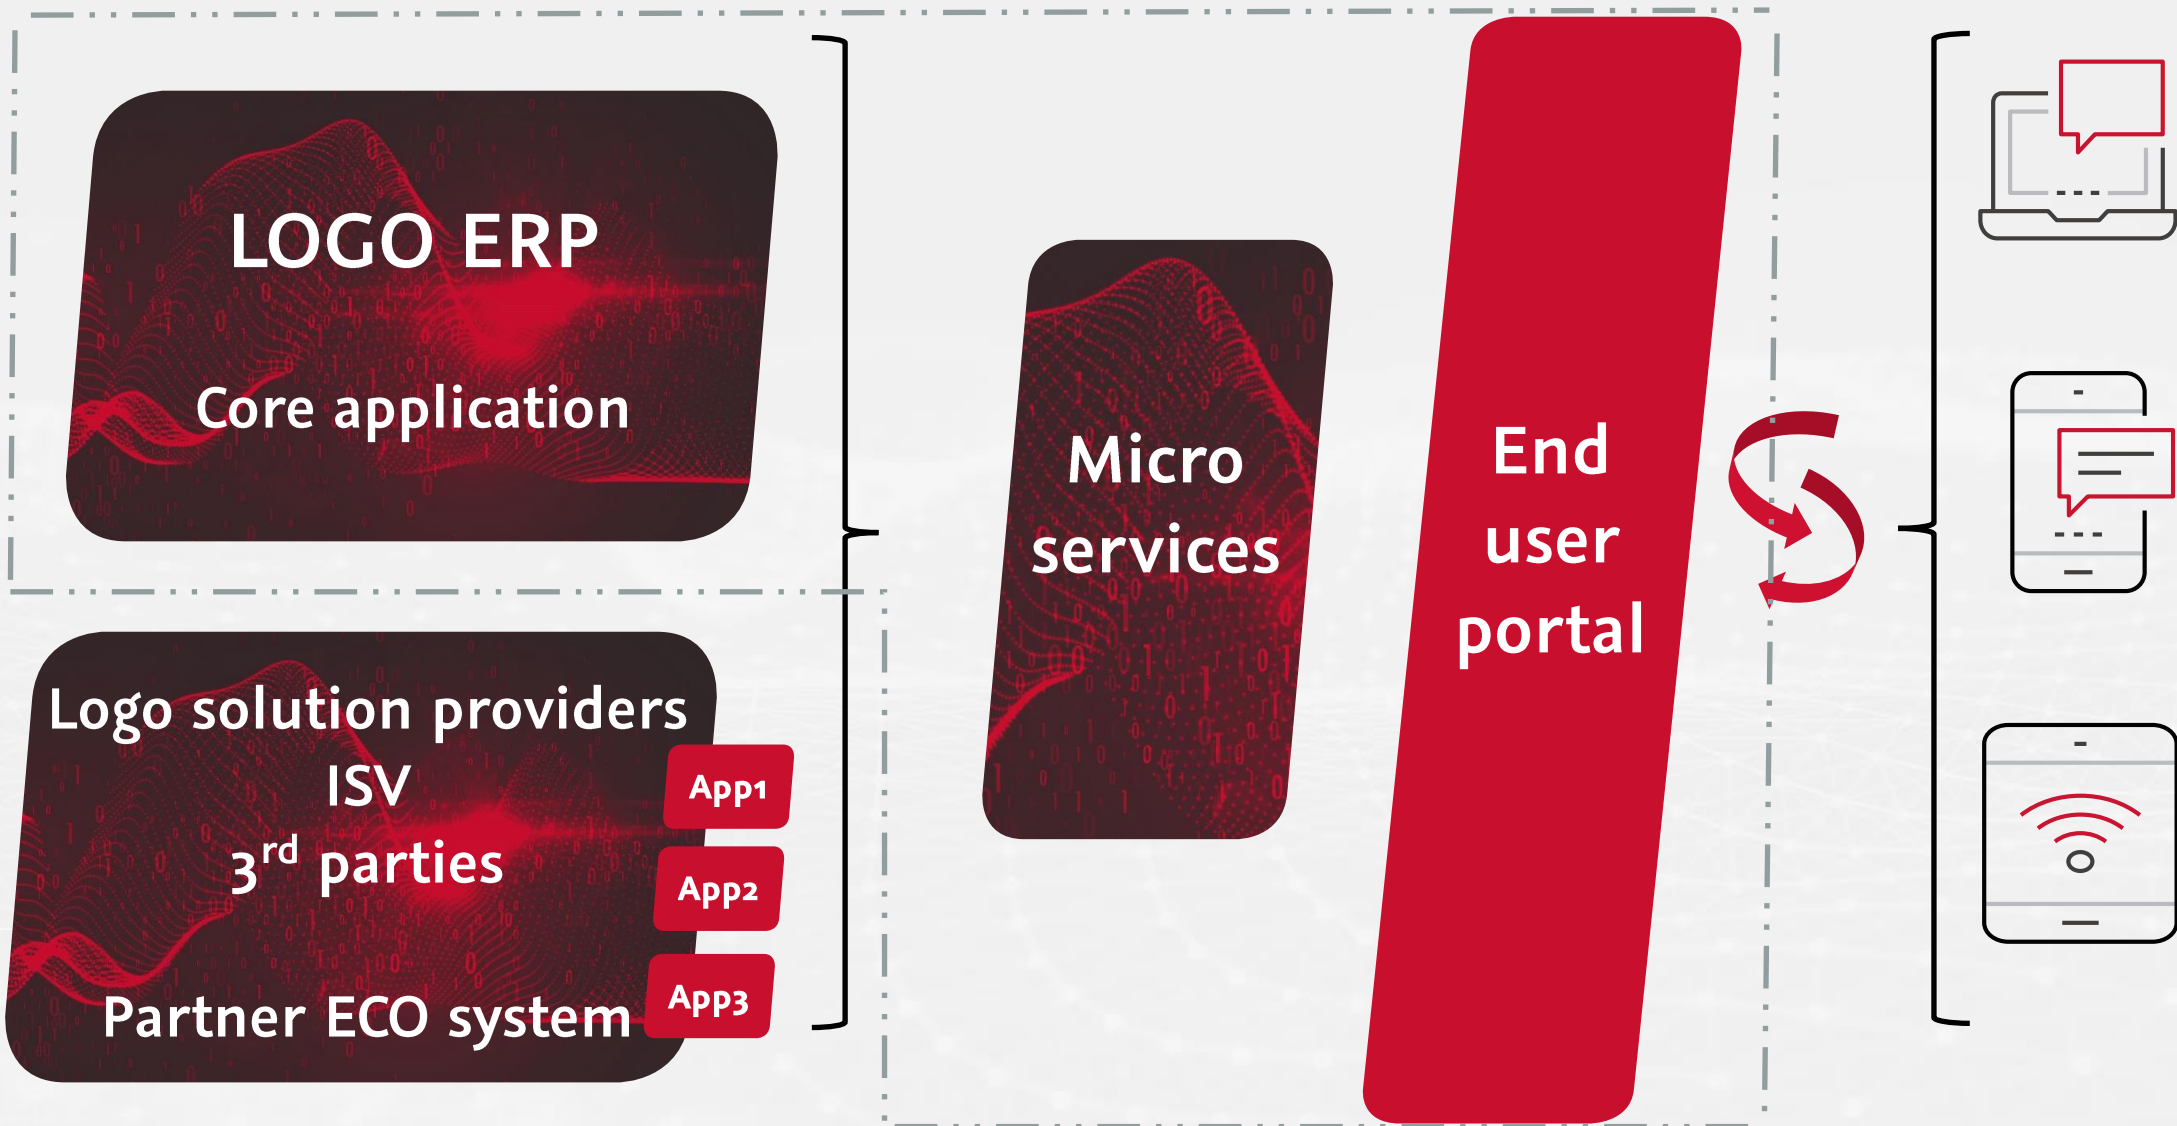 LOGO ERP
Core application
Logo solution providers
ISV
3rd parties
Partner ECO system
App1
App2
App3
Micro
services
End
user
portal